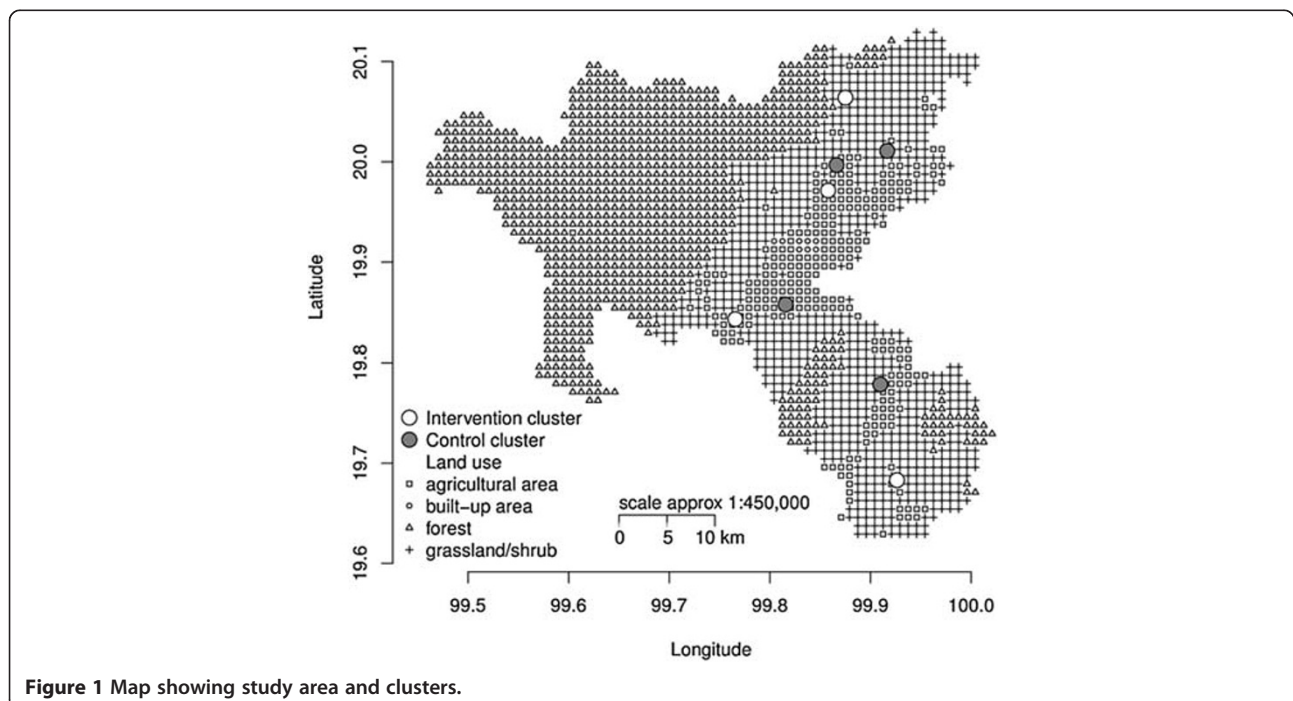 20.1
20.0
19.9
19.8
19.7
19.6
Latitude
Intervention cluster
Control cluster
Land use
agricultural area
built-up area
forest
grassland/shrub
scale approx 1:450,000
0 5 10 km
99.5 99.6 99.7 99.8 99.9 100.0
Longitude
Figure 1 Map showing study area and clusters.